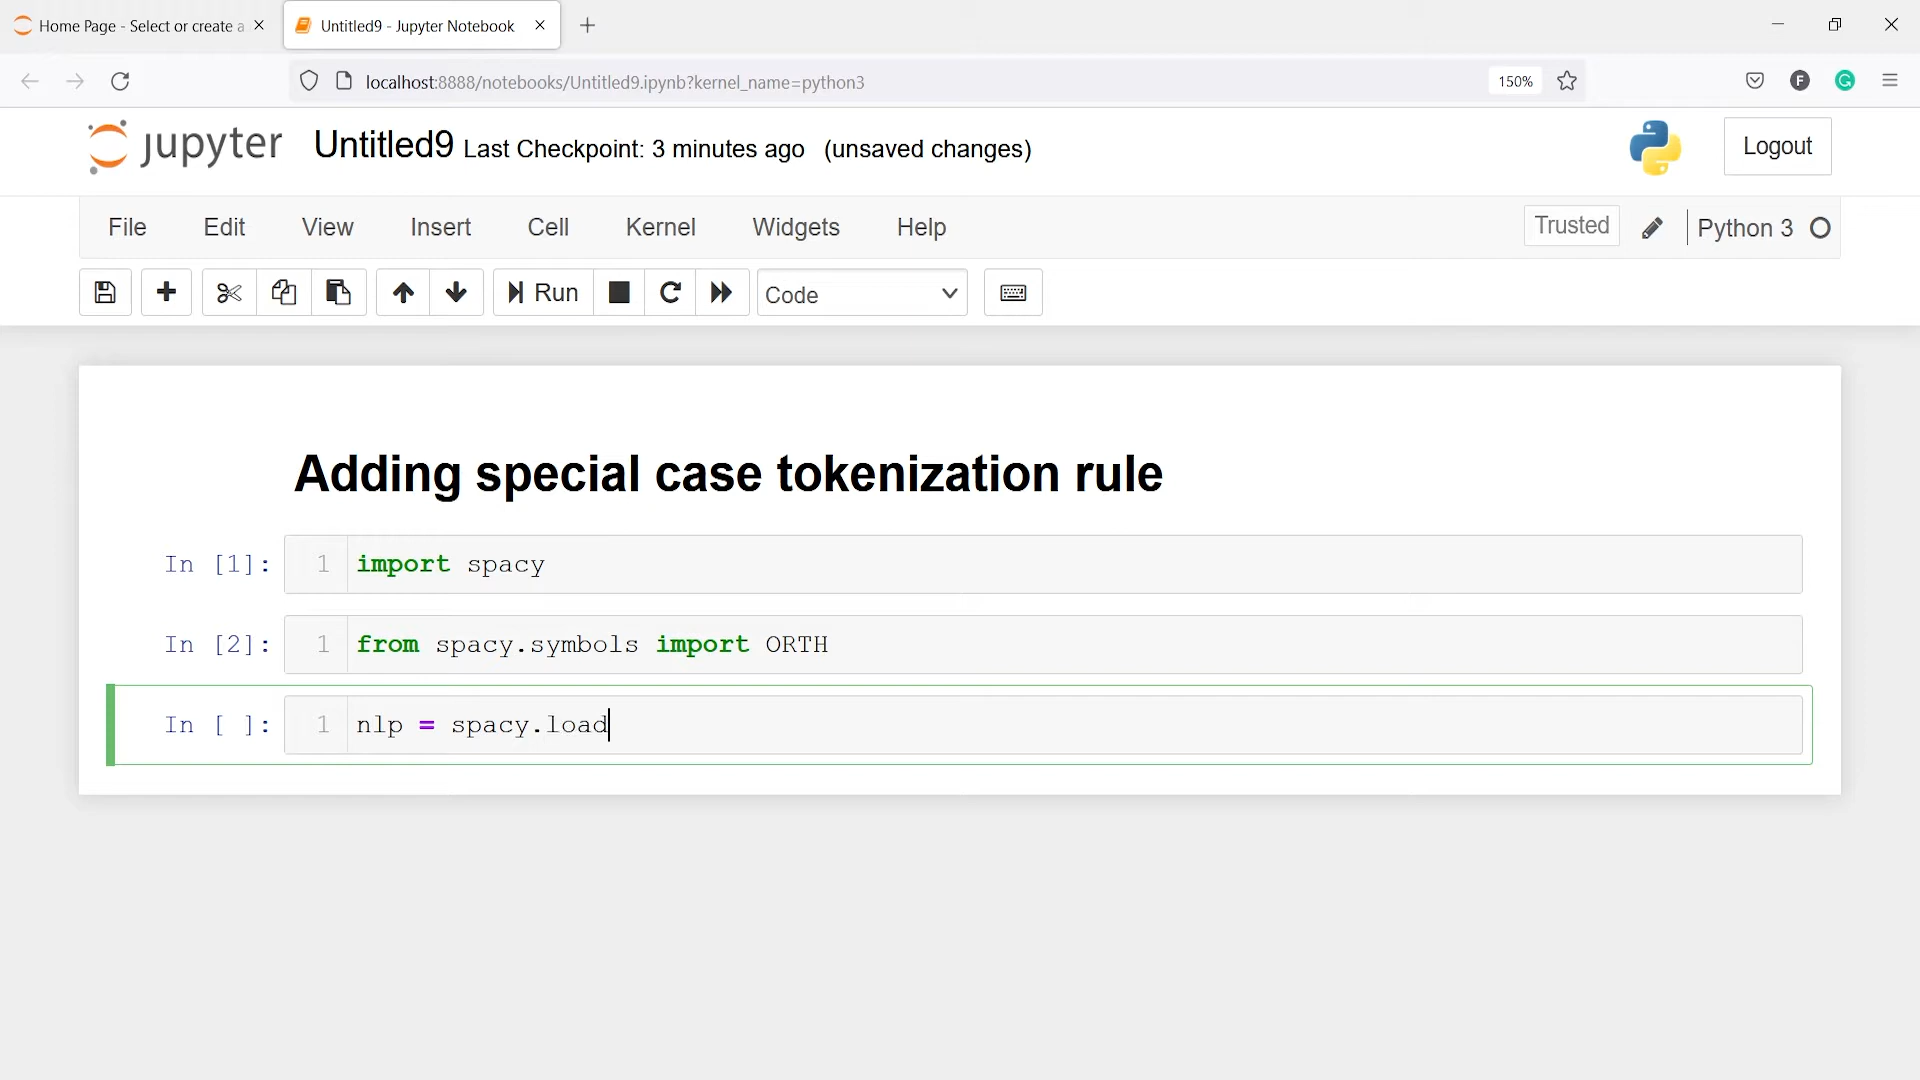 Home Page - Select or create a
Untitled9 - Jupyter Notebook
localhost:8888/notebooks/Untitled9.ipynb?kernel_name=python3
150%
F
G
jupyter Untitled9 Last Checkpoint: 3 minutes ago (unsaved changes)
Logout
File Edit View Insert Cell Kernel Widgets Help
Trusted
Python 3
Run
Code
Adding special case tokenization rule
In [1]: 1 import spacy
In [2]: 1 from spacy.symbols import ORTH
In [ ]: 1 nlp = spacy.load